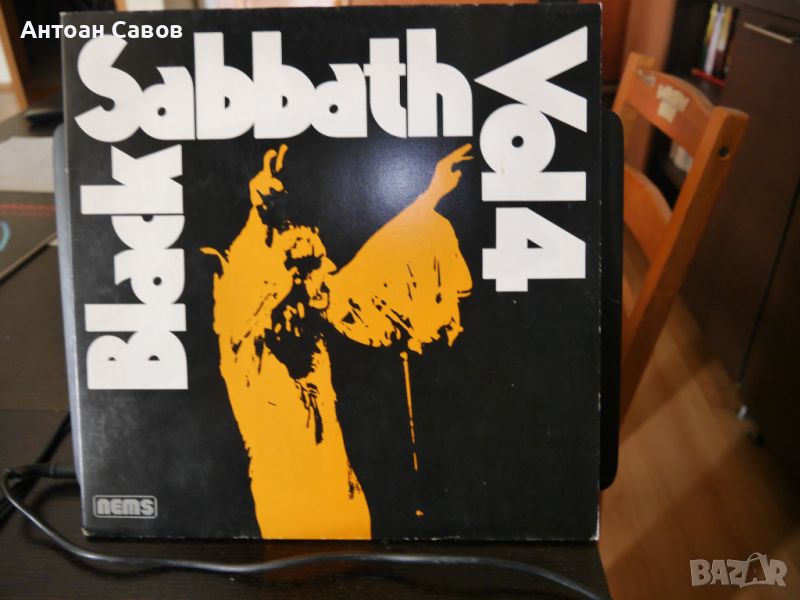 Антоан Савов
Black
Sabbath
Vol 4
nems
BAZAR